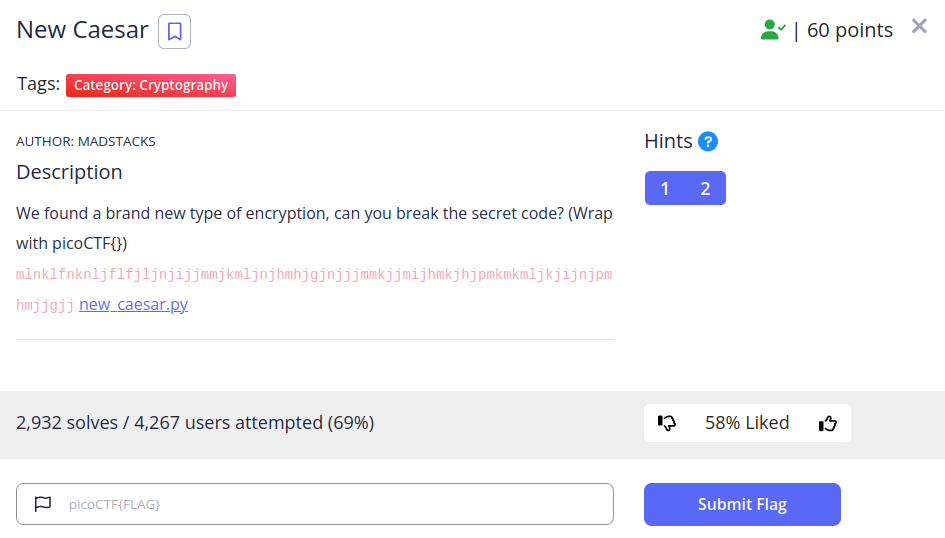 New Caesar
| 60 points
Tags: Category: Cryptography
AUTHOR: MADSTACKS
Hints ?
Description
1 2
We found a brand new type of encryption, can you break the secret code? (Wrap
with picoCTF{})
mlnklfnknljflfjljnjijjmmjkmljnjhmhjgjnjjjmmkjjmijhmkjhjpmkmkmljkjijnjpm
hmjjgjj new_caesar.py
2,932 solves / 4,267 users attempted (69%)
58% Liked
picoCTF{FLAG}
Submit Flag